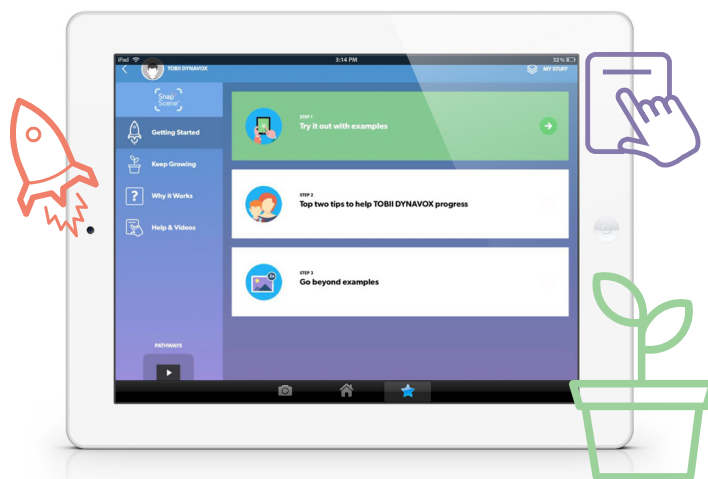 iPad
3:14 PM
52%
TOBII DYNAVOX
MY STUFF
Snap
Scene®
Getting Started
Keep Growing
? Why it Works
Help & Videos
PATHWAYS
STEP 1
Try it out with examples
STEP 2
Top two tips to help TOBII DYNAVOX progress
STEP 3
Go beyond examples